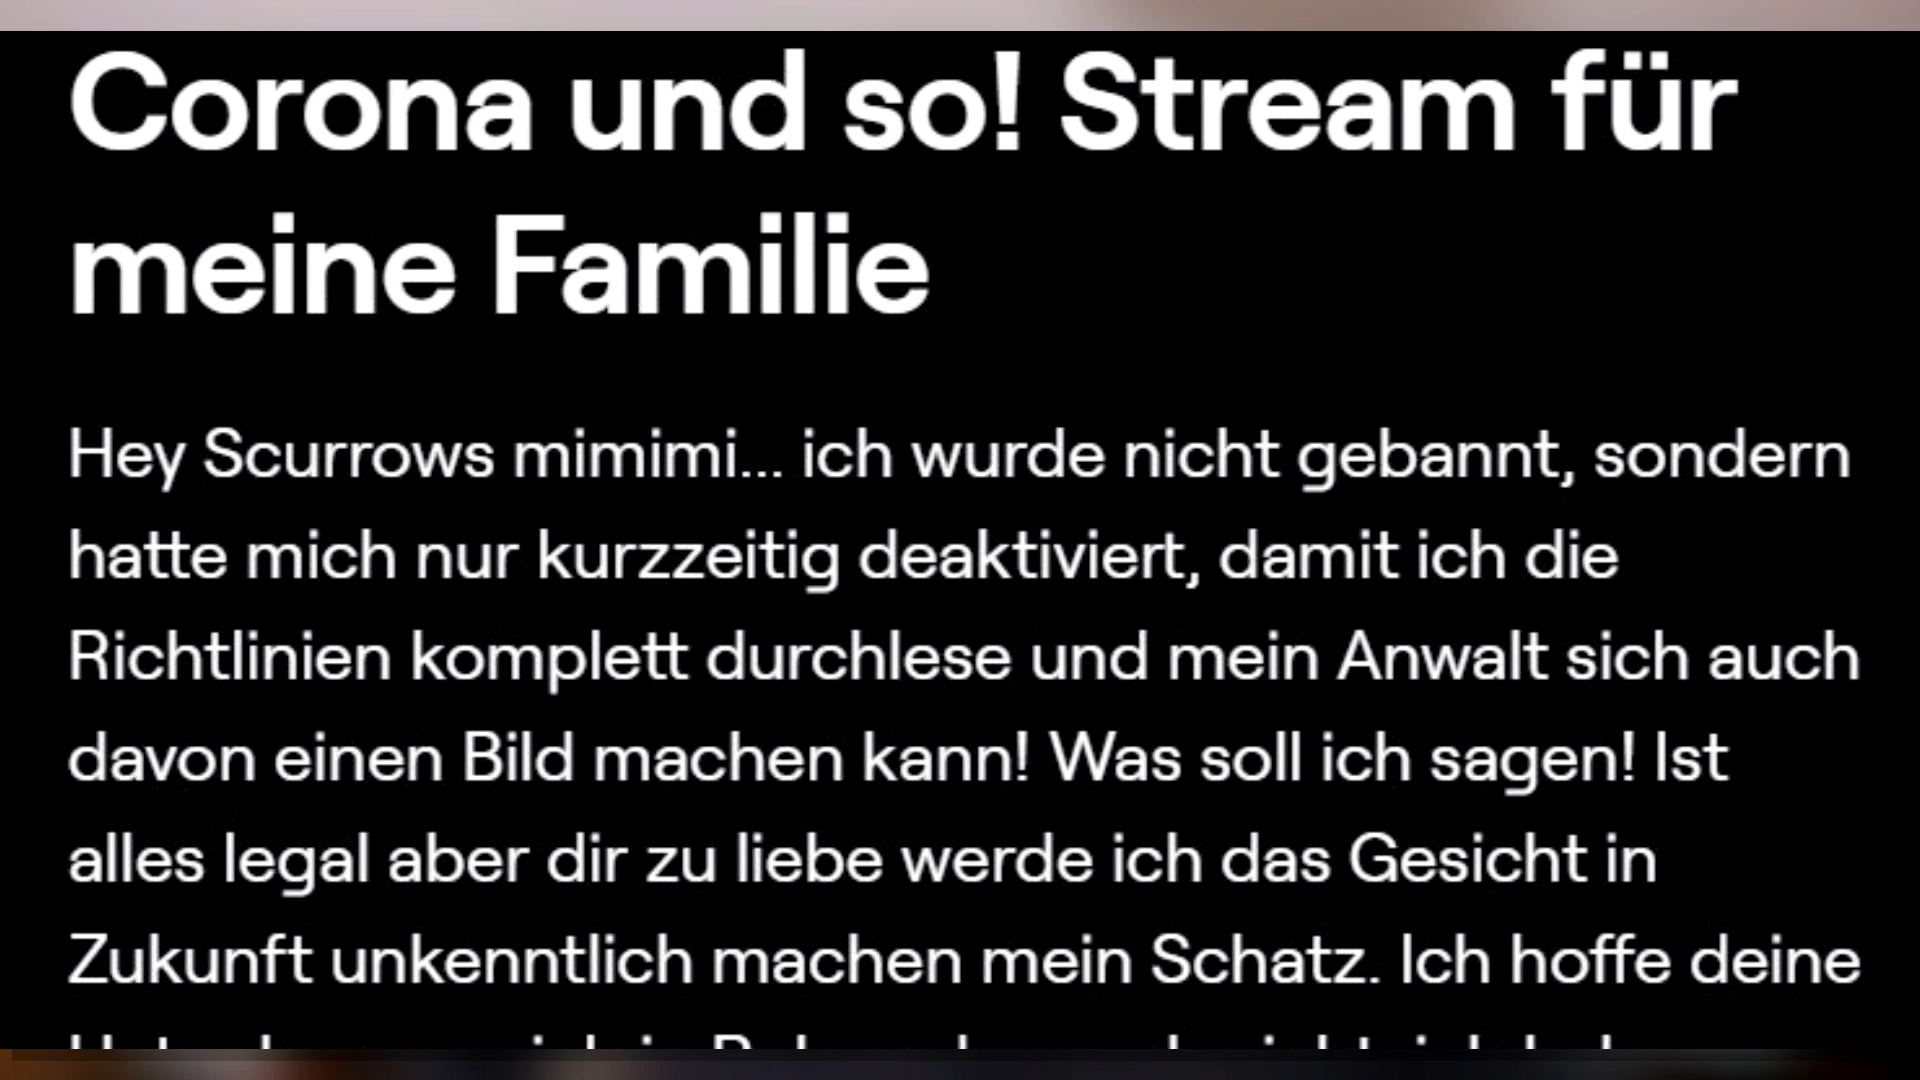 Corona und so! Stream für
meine Familie
Hey Scurrows mimimi... ich wurde nicht gebannt, sondern
hatte mich nur kurzzeitig deaktiviert, damit ich die
Richtlinien komplett durchlese und mein Anwalt sich auch
davon einen Bild machen kann! Was soll ich sagen! Ist
alles legal aber dir zu liebe werde ich das Gesicht in
Zukunft unkenntlich machen mein Schatz. Ich hoffe deine